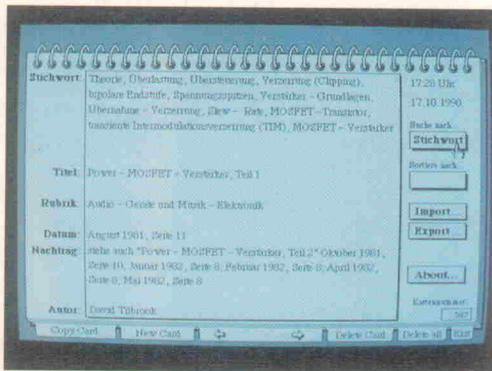 Stichwort: Theorie, Überlastung, Übersteuerung, Verzerrung (Clipping),
bipolare Endstufe, Spannungsspitzen, Verstärker - Grundlagen,
Übernahme - Verzerrung, Slew - Rate, MOSFET-Transistor,
transiente Intermodulationsverzerrung (TIM), MOSFET - Verstärker
Titel: Power - MOSFET - Verstärker, Teil 1
Rubrik: Audio - Geräte und Musik - Elektronik
Datum: August 1981, Seite 11
Nachtrag: siehe auch "Power - MOSFET - Verstärker, Teil 2" Oktober 1981,
Seite 10, Januar 1982, Seite 8, Februar 1982, Seite 8, April 1982,
Seite 8, Mai 1982, Seite 8
Autor: David Tilbrook
17:28 Uhr
17.10.1990
Suche nach
Stichwort
Sortiere nach
Import...
Export...
About...
Kartennummer
Copy Card
New Card
Delete Card
Delete all
Exit